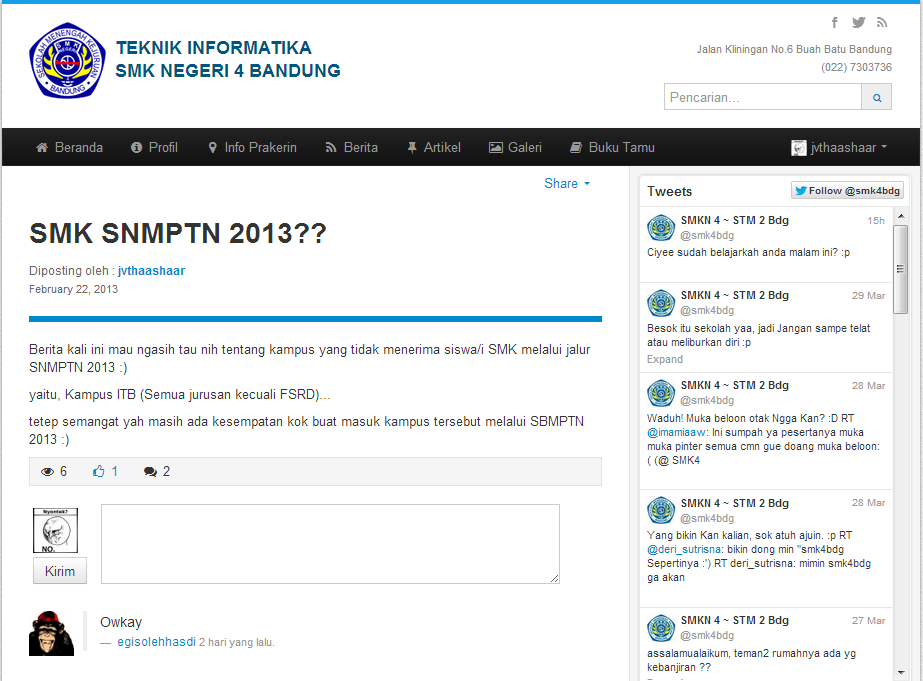 SEKOLAH MENENGAH KEJURUAN
SMK
NEGERI 4
BANDUNG
TEKNIK INFORMATIKA
SMK NEGERI 4 BANDUNG
Jalan Kliningan No.6 Buah Batu Bandung
(022) 7303736
Pencarian...
Beranda
Profil
Info Prakerin
Berita
Artikel
Galeri
Buku Tamu
jvthaashaar
Share
SMK SNMPTN 2013??
Diposting oleh : jvthaashaar
February 22, 2013
Berita kali ini mau ngasih tau nih tentang kampus yang tidak menerima siswa/i SMK melalui jalur
SNMPTN 2013 :)
yaitu, Kampus ITB (Semua jurusan kecuali FSRD)...
tetep semangat yah masih ada kesempatan kok buat masuk kampus tersebut melalui SBMPTN
2013 :)
6 1 2
Nyontek?
NO.
Kirim
Owkay
— egisolehhasdi 2 hari yang lalu.
Tweets
Follow @smk4bdg
SMKN 4 ~ STM 2 Bdg 15h
@smk4bdg
Ciyee sudah belajarkah anda malam ini? :p
SMKN 4 ~ STM 2 Bdg 29 Mar
@smk4bdg
Besok itu sekolah yaa, jadi Jangan sampe telat
atau meliburkan diri :p
Expand
SMKN 4 ~ STM 2 Bdg 28 Mar
@smk4bdg
Waduh! Muka beloon otak Ngga Kan? :D RT
@imamiaaw: Ini sumpah ya pesertanya muka
muka pinter semua cmn gue doang muka beloon:
( (@ SMK4
SMKN 4 ~ STM 2 Bdg 28 Mar
@smk4bdg
Yang bikin Kan kalian, sok atuh ajuin. :p RT
@deri_sutrisna: bikin dong min "smk4bdg
Sepertinya :') RT deri_sutrisna: mimin smk4bdg
ga akan
SMKN 4 ~ STM 2 Bdg 27 Mar
@smk4bdg
assalamualaikum, teman2 rumahnya ada yg
kebanjiran ??